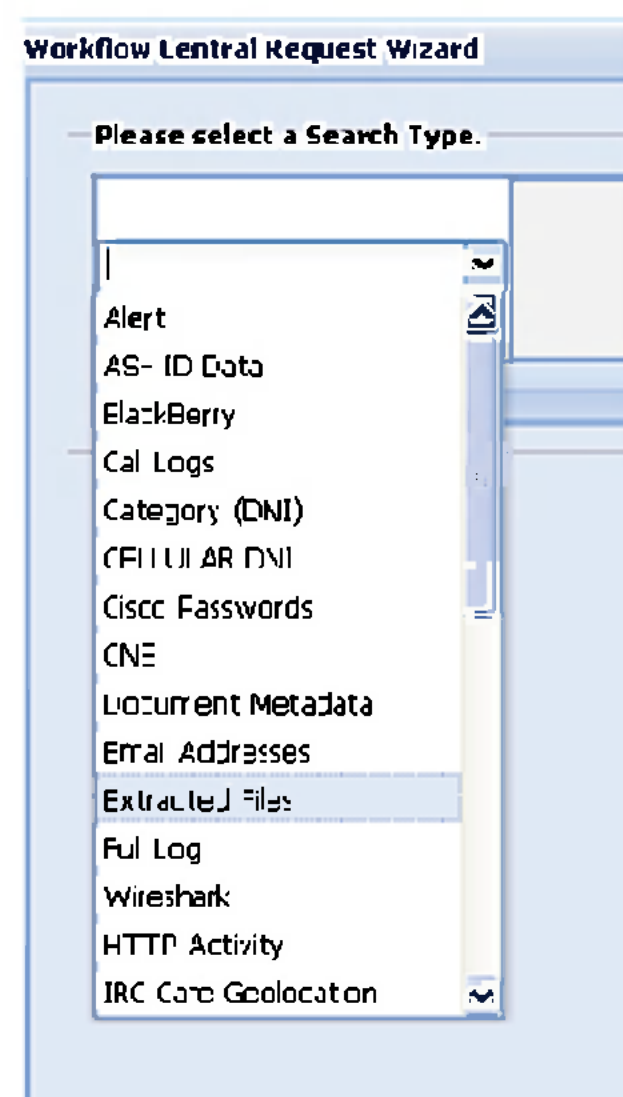 Workflow Central Request Wizard
Please select a Search Type.
Alert
AS- ID Data
BlackBerry
Call Logs
Category (DNI)
CELLULAR DNI
Cisco Passwords
CNE
Document Metadata
Email Addresses
Extracted Files
Full Log
Wireshark
HTTP Activity
IRC Geolocation